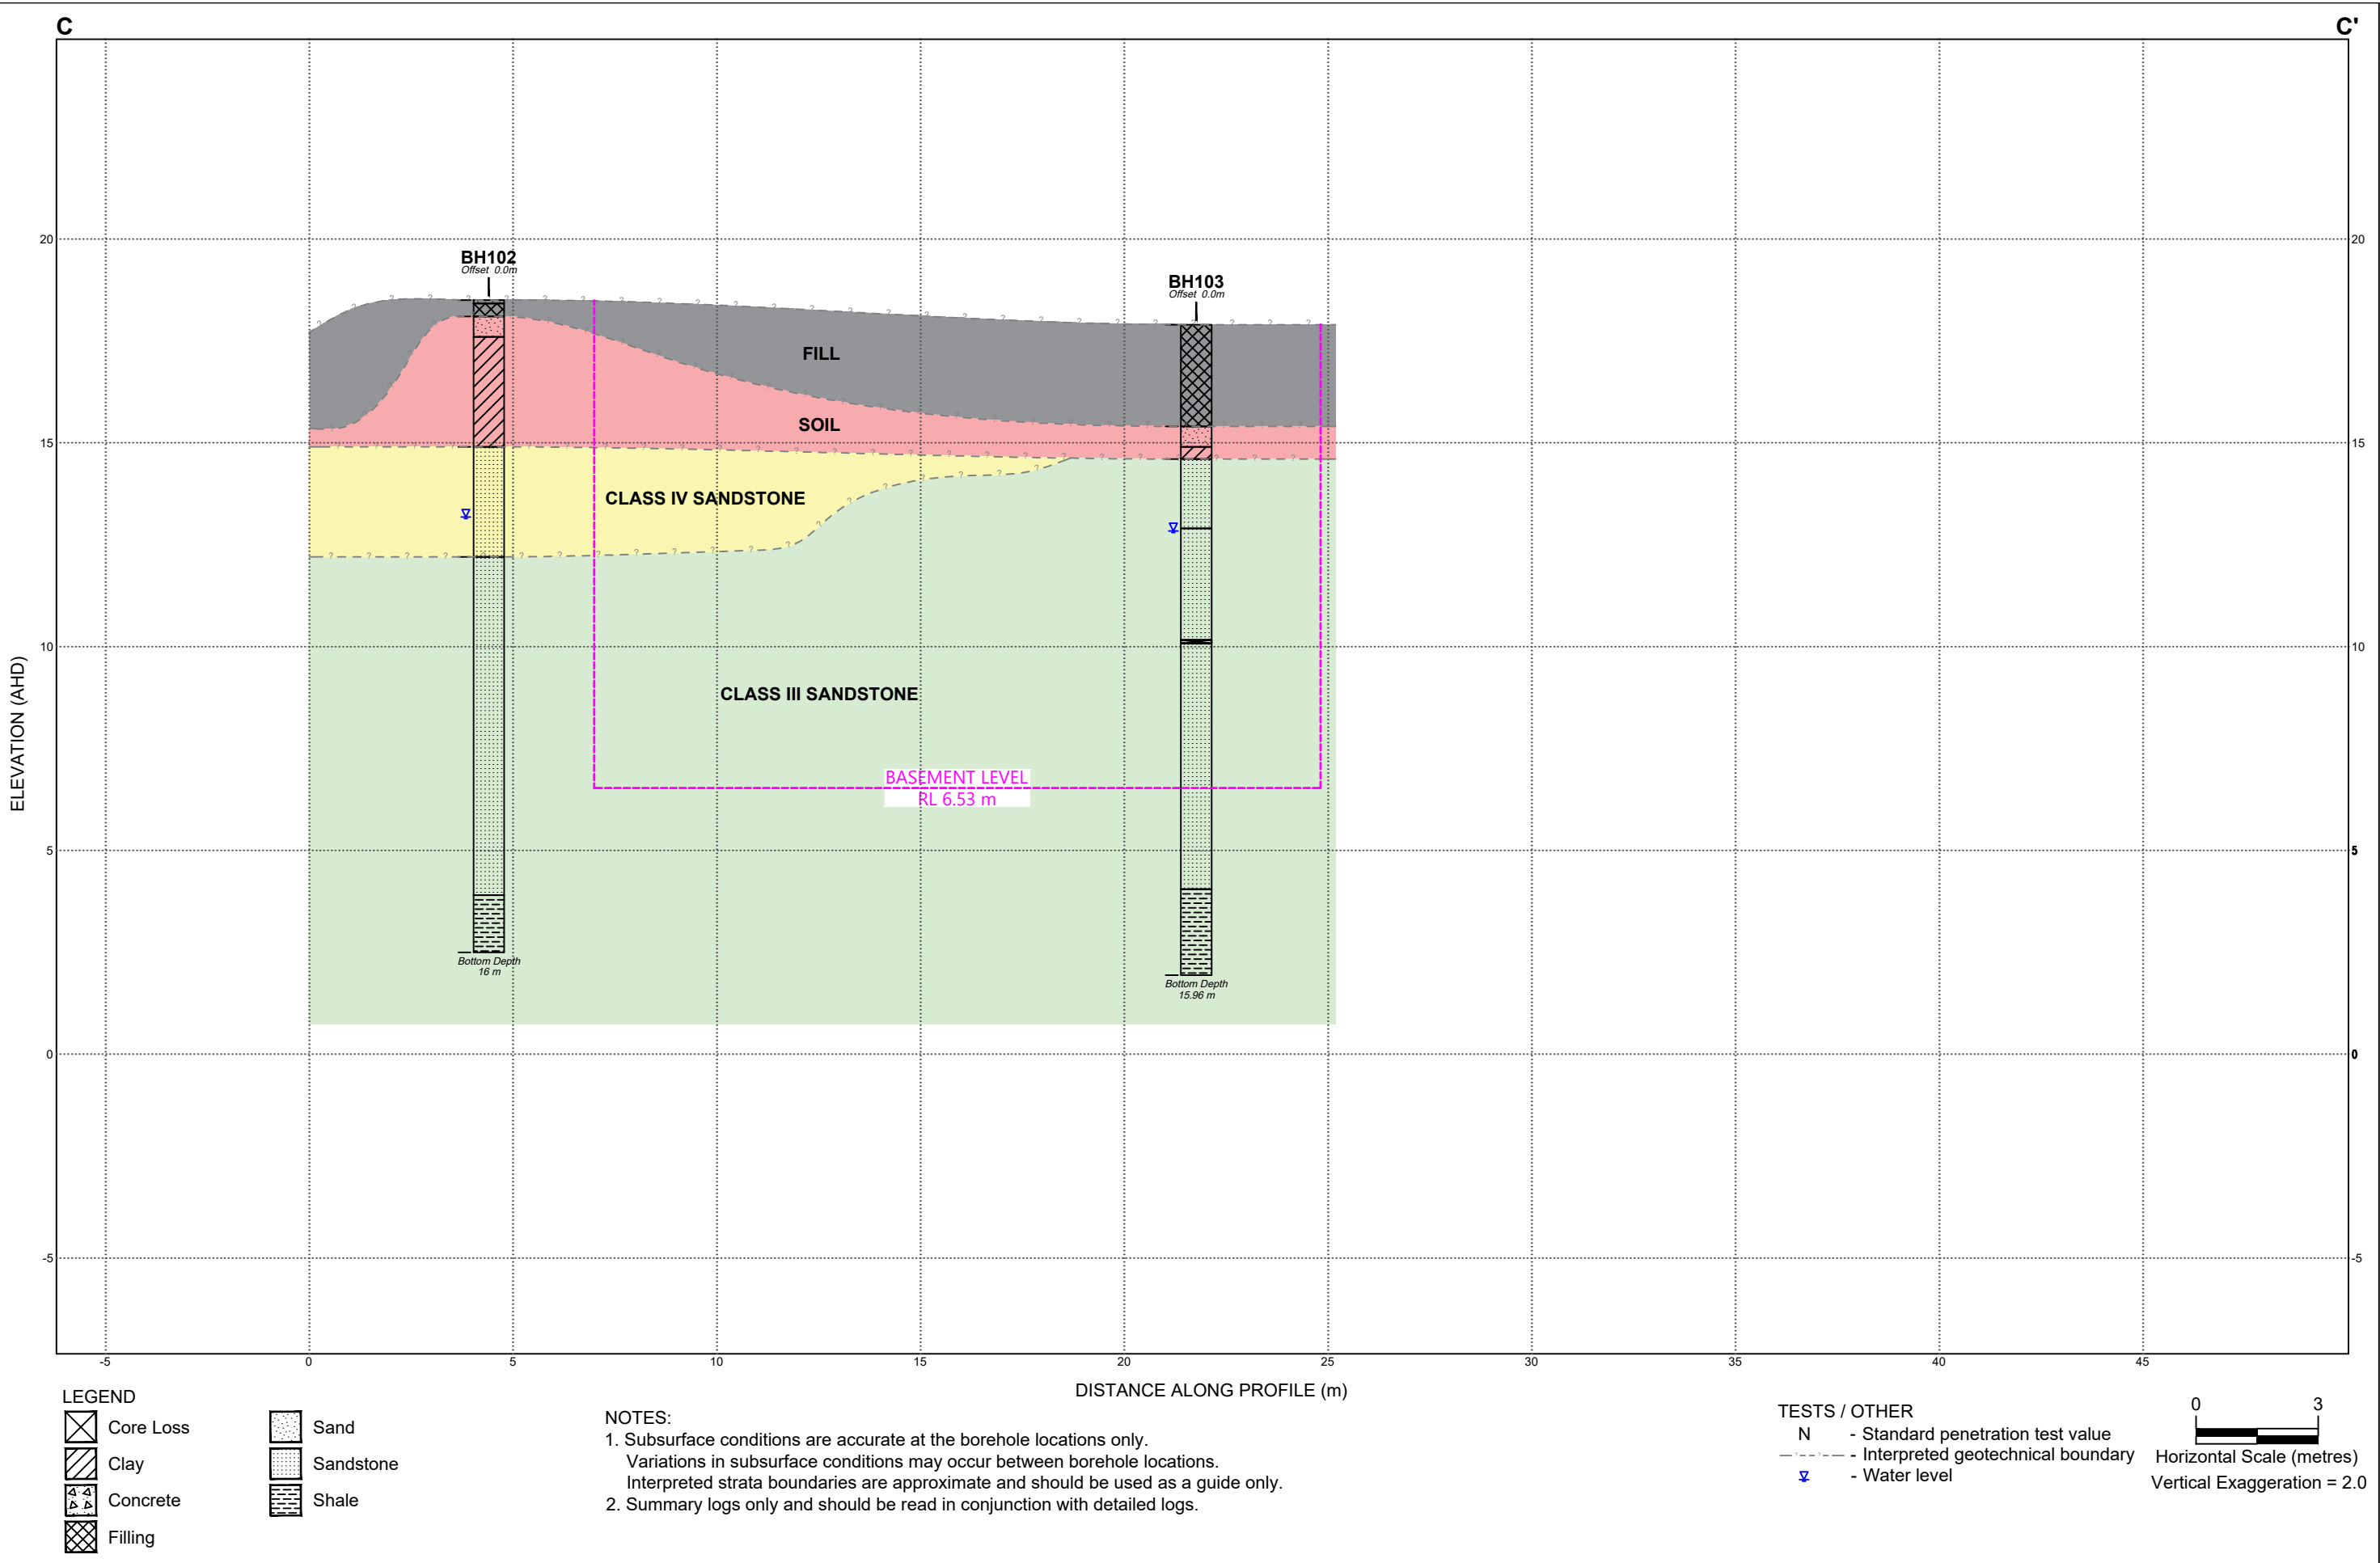 C
C'
20
20
BH102
Offset 0.0m
BH103
Offset 0.0m
FILL
SOIL
15
15
CLASS IV SANDSTONE
10
10
CLASS III SANDSTONE
ELEVATION (AHD)
BASEMENT LEVEL
RL 6.53 m
5
5
Bottom Depth
16 m
Bottom Depth
15.96 m
0
0
-5
-5
-5
0
5
10
15
20
25
30
35
40
45
DISTANCE ALONG PROFILE (m)
LEGEND
Core Loss
Clay
Concrete
Filling
Sand
Sandstone
Shale
NOTES:
1. Subsurface conditions are accurate at the borehole locations only.
Variations in subsurface conditions may occur between borehole locations.
Interpreted strata boundaries are approximate and should be used as a guide only.
2. Summary logs only and should be read in conjunction with detailed logs.
TESTS / OTHER
N - Standard penetration test value
- Interpreted geotechnical boundary
- Water level
0 3
Horizontal Scale (metres)
Vertical Exaggeration = 2.0